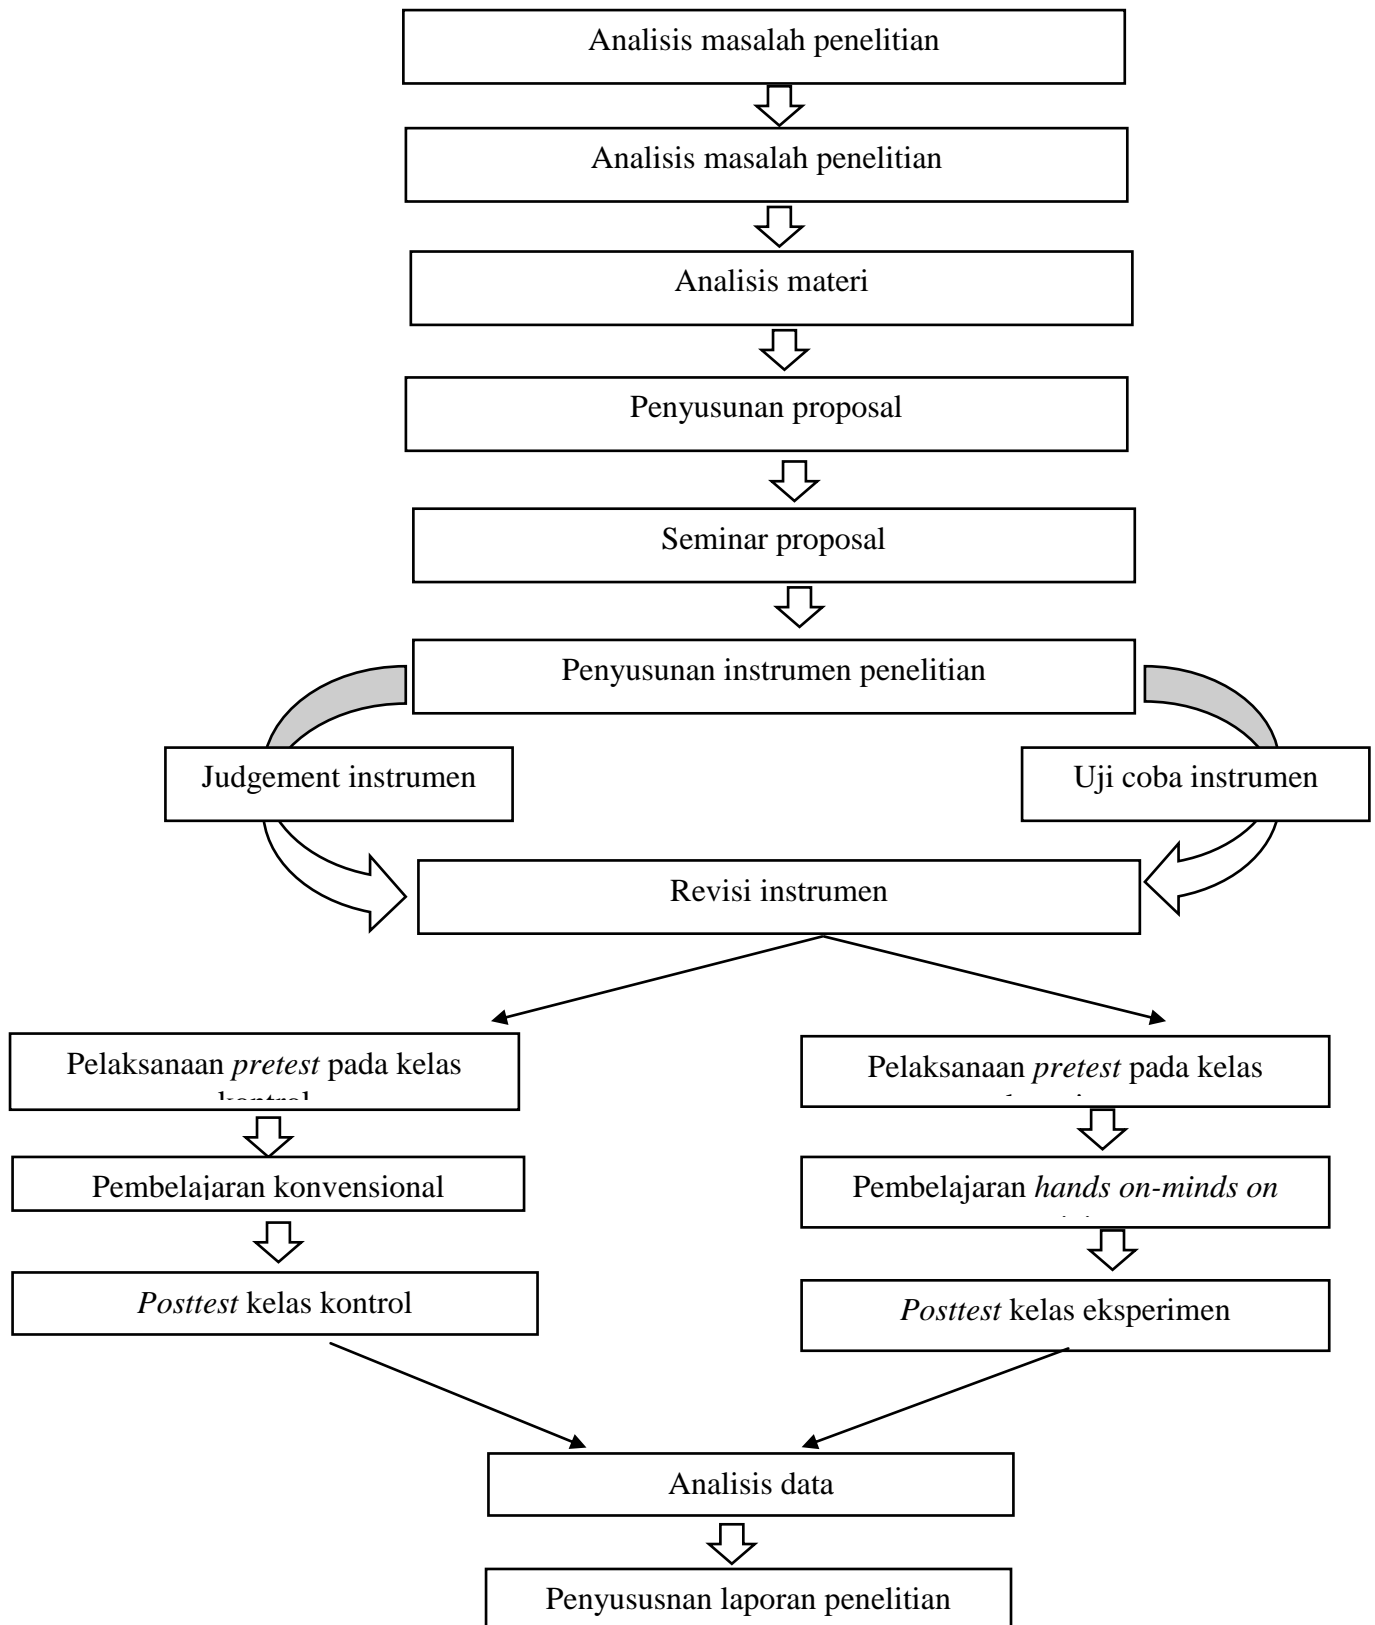 Analisis masalah penelitian
Analisis masalah penelitian
Analisis materi
Penyusunan proposal
Seminar proposal
Penyusunan instrumen penelitian
Judgement instrumen
Uji coba instrumen
Revisi instrumen
Pelaksanaan pretest pada kelas
kontrol
Pelaksanaan pretest pada kelas
Pembelajaran konvensional
Pembelajaran hands on-minds on
Posttest kelas kontrol
Posttest kelas eksperimen
Analisis data
Penyususnan laporan penelitian